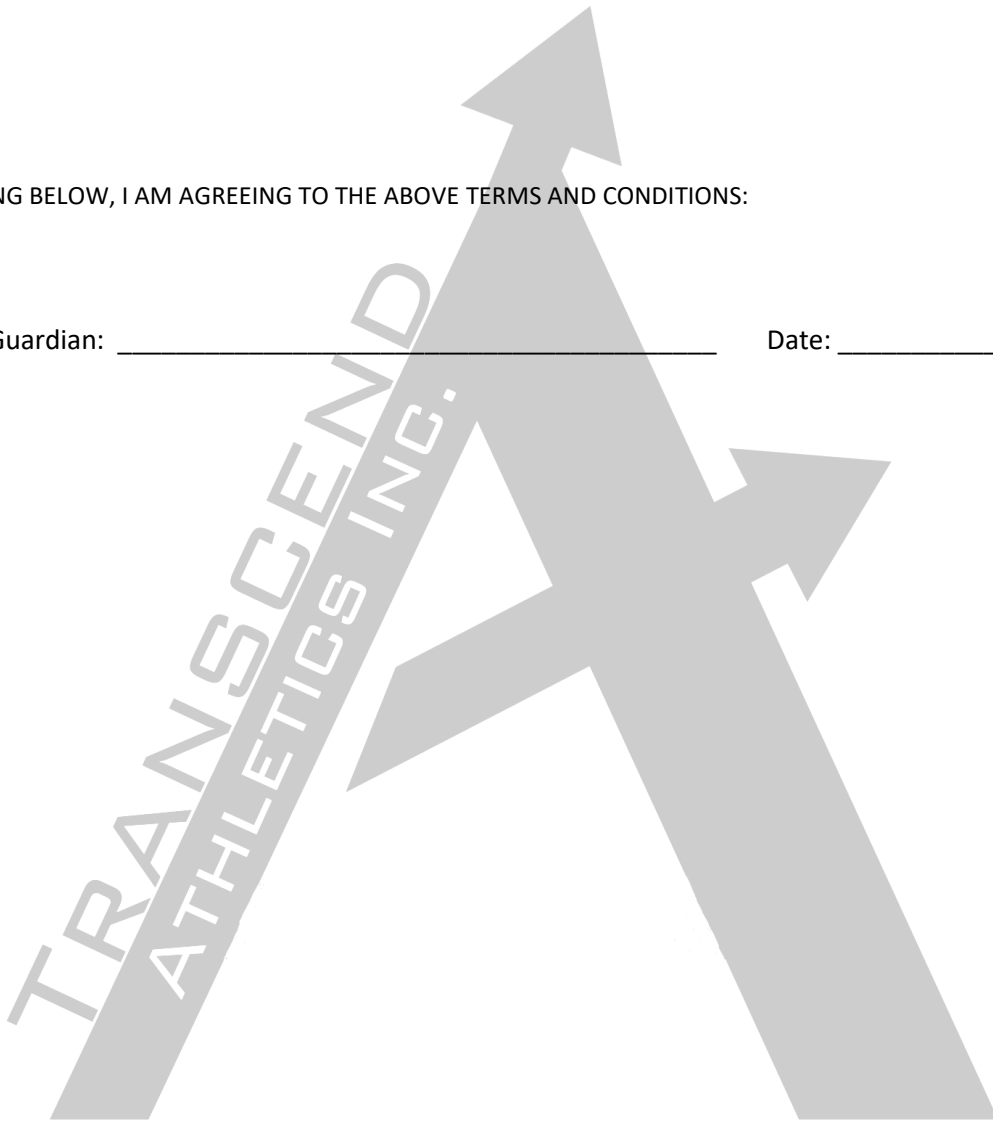 NG BELOW, I AM AGREEING TO THE ABOVE TERMS AND CONDITIONS:
Guardian: ___________________________________________ Date: ___________
TRANSCEND
ATHLETICS INC.